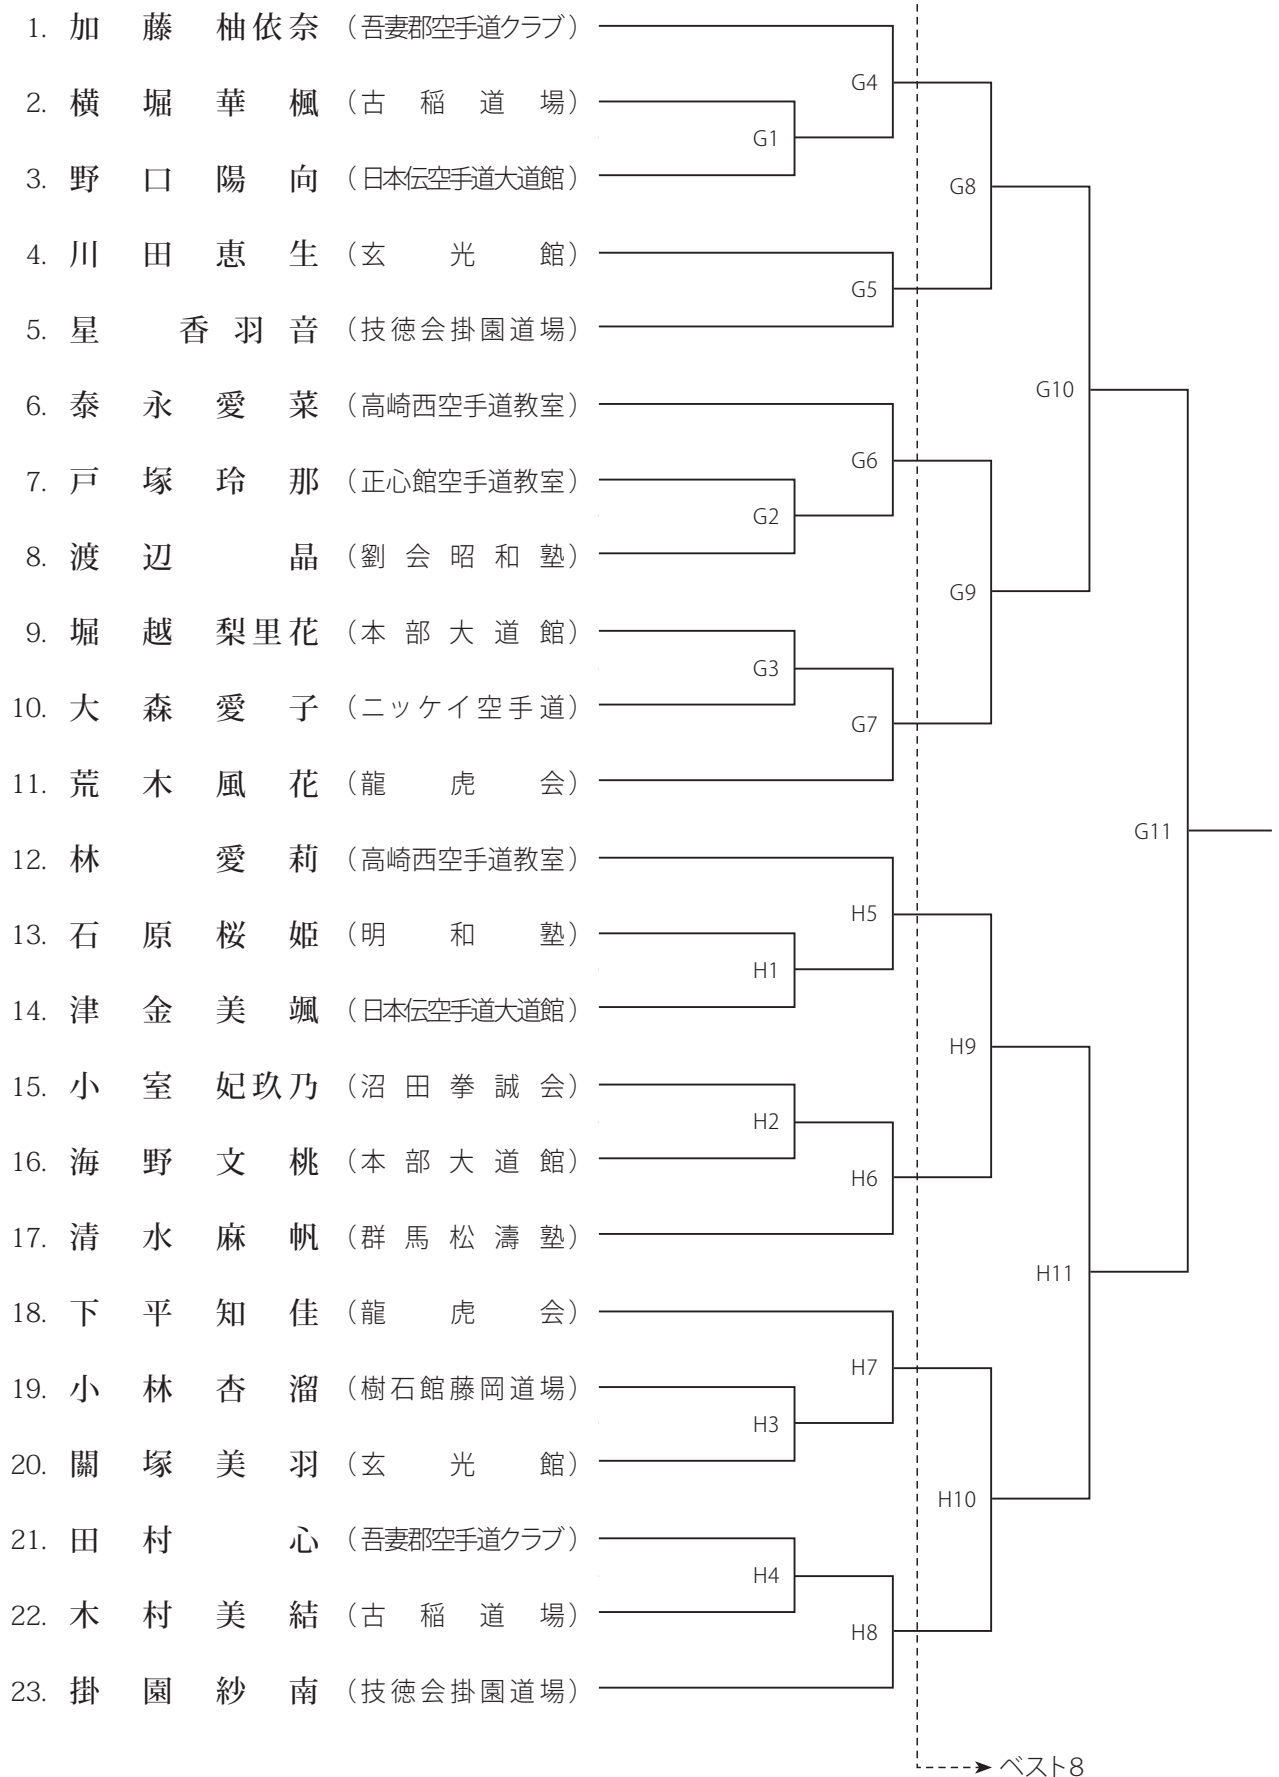 1. 加藤柚依奈（吾妻郡空手道クラブ）
G4
2. 横堀華楓（古稲道場）
G1
3. 野口陽向（日本伝空手道大道館）
G8
4. 川田恵生（玄光館）
G5
5. 星香羽音（技徳会掛園道場）
6. 泰永愛菜（高崎西空手道教室）
G10
G6
7. 戸塚玲那（正心館空手道教室）
G2
8. 渡辺晶（劉会昭和塾）
G9
9. 堀越梨里花（本部大道館）
G3
10. 大森愛子（ニッケイ空手道）
G7
11. 荒木風花（龍虎会）
G11
12. 林愛莉（高崎西空手道教室）
H5
13. 石原桜姫（明和塾）
H1
14. 津金美颯（日本伝空手道大道館）
H9
15. 小室妃玖乃（沼田拳誠会）
H2
16. 海野文桃（本部大道館）
H6
17. 清水麻帆（群馬松濤塾）
H11
18. 下平知佳（龍虎会）
H7
19. 小林杏溜（樹石館藤岡道場）
H3
20. 關塚美羽（玄光館）
H10
21. 田村心（吾妻郡空手道クラブ）
H4
22. 木村美結（古稲道場）
H8
23. 掛園紗南（技徳会掛園道場）
ベスト8